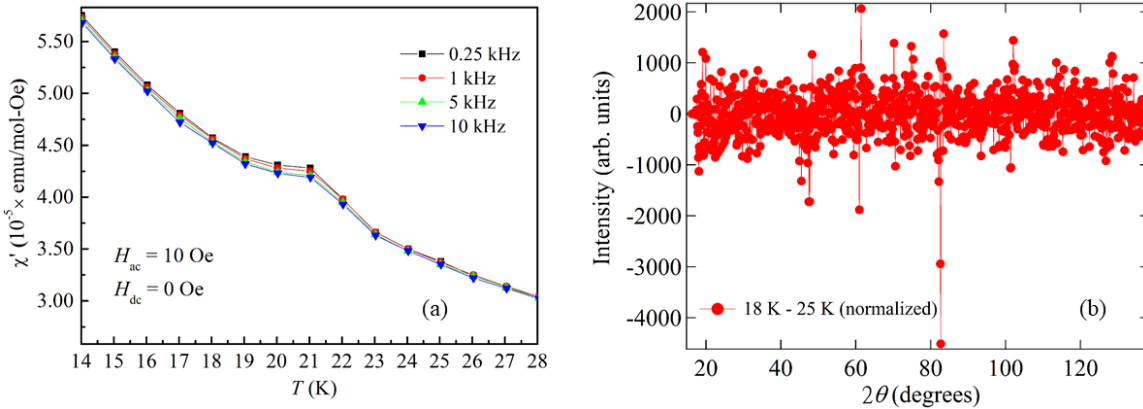 5.50
5.00
4.50
4.00
3.50
3.00
χ' (10⁻⁵ × emu/mol-Oe)
0.25 kHz
1 kHz
5 kHz
10 kHz
H_ac = 10 Oe
H_dc = 0 Oe
(a)
14 15 16 17 18 19 20 21 22 23 24 25 26 27 28
T (K)
2000
1000
0
-1000
-2000
-3000
-4000
Intensity (arb. units)
18 K - 25 K (normalized)
(b)
20 40 60 80 100 120
2θ (degrees)